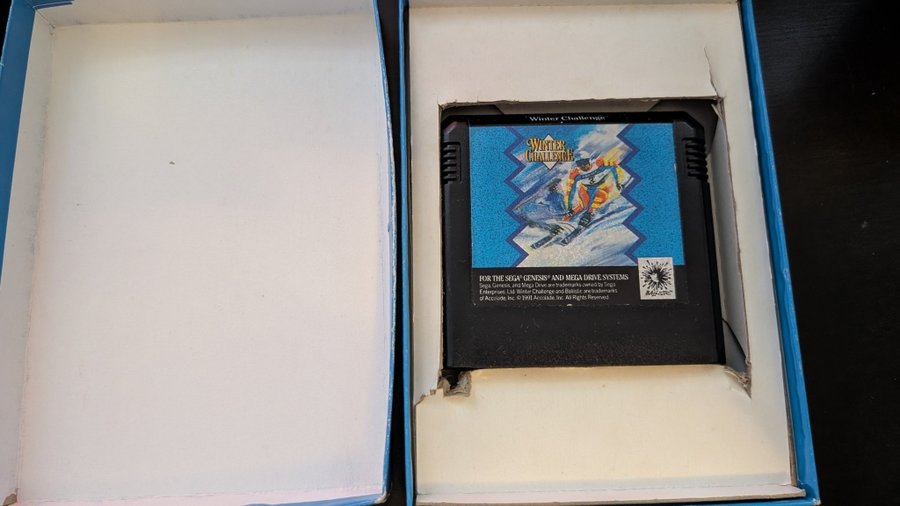 Winter Challenge
WINTER
CHALLENGE
FOR THE SEGA® GENESIS® AND MEGA DRIVE SYSTEMS
Sega, Genesis, and Mega Drive are trademarks owned by Sega
Enterprises, Ltd. Winter Challenge and Ballistic are trademarks
of Accolade, Inc. © 1991 Accolade, Inc. All Rights Reserved.
BALLISTIC